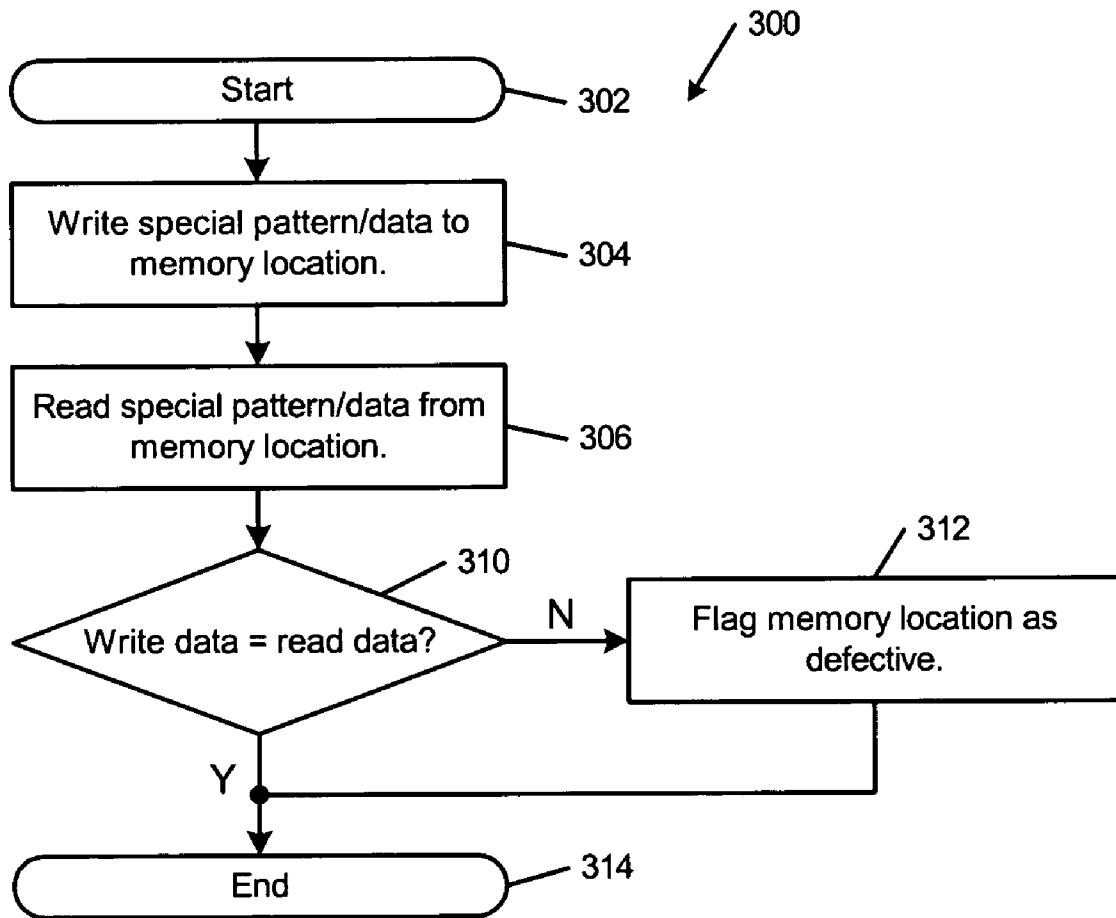 300
Start
302
Write special pattern/data to
memory location.
304
Read special pattern/data from
memory location.
306
310
312
Write data = read data?
N
Flag memory location as
defective.
Y
End
314